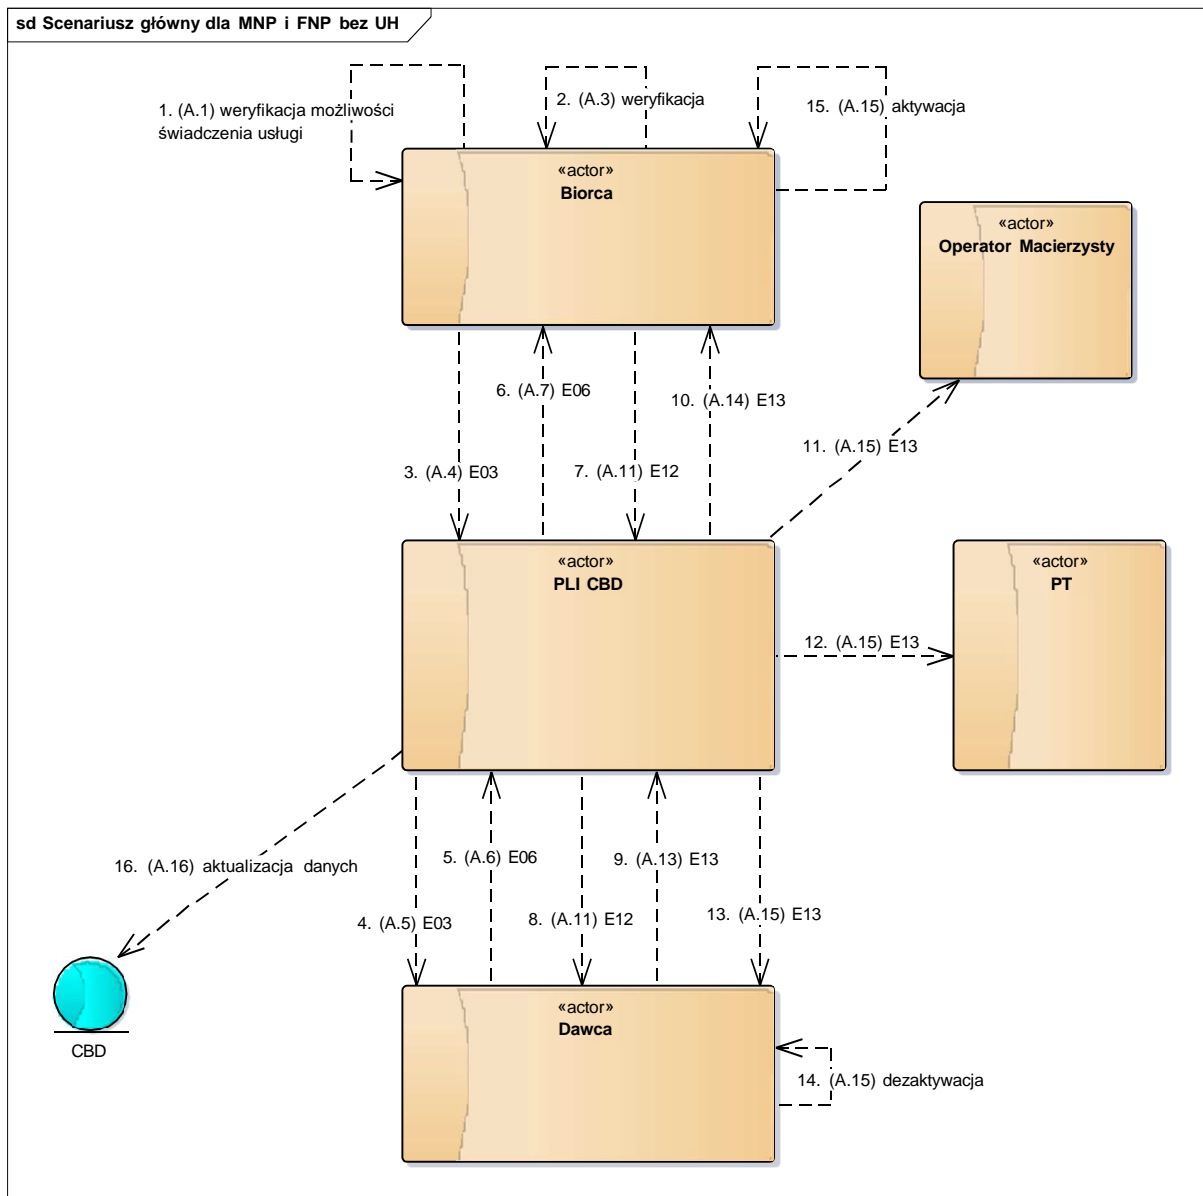 sd Scenariusz główny dla MNP i FNP bez UH
1. (A.1) weryfikacja możliwości
świadczenia usługi
2. (A.3) weryfikacja
15. (A.15) aktywacja
«actor»
Biorca
«actor»
Operator Macierzysty
6. (A.7) E06
10. (A.14) E13
11. (A.15) E13
3. (A.4) E03
7. (A.11) E12
«actor»
PLI CBD
«actor»
PT
12. (A.15) E13
16. (A.16) aktualizacja danych
5. (A.6) E06
9. (A.13) E13
4. (A.5) E03
8. (A.11) E12
13. (A.15) E13
«actor»
Dawca
CBD
14. (A.15) dezaktywacja